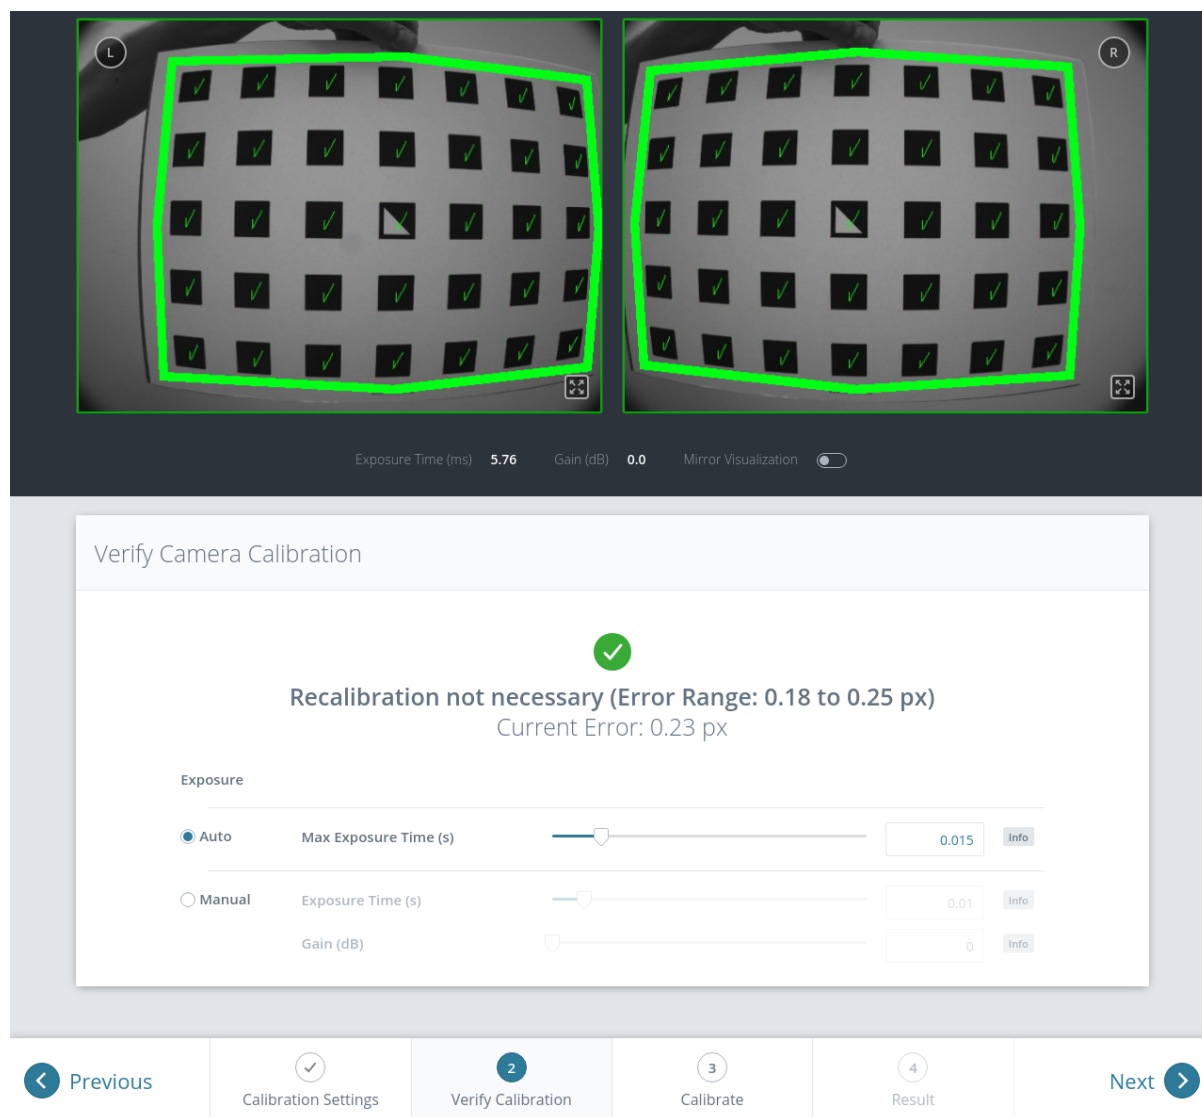 L
R
Exposure Time (ms) 5.76 Gain (dB) 0.0 Mirror Visualization
Verify Camera Calibration
Recalibration not necessary (Error Range: 0.18 to 0.25 px)
Current Error: 0.23 px
Exposure
Auto Max Exposure Time (s) 0.015 Info
Manual Exposure Time (s) 0.01 Info
Gain (dB) 0 Info
Previous
Calibration Settings
2
Verify Calibration
3
Calibrate
4
Result
Next